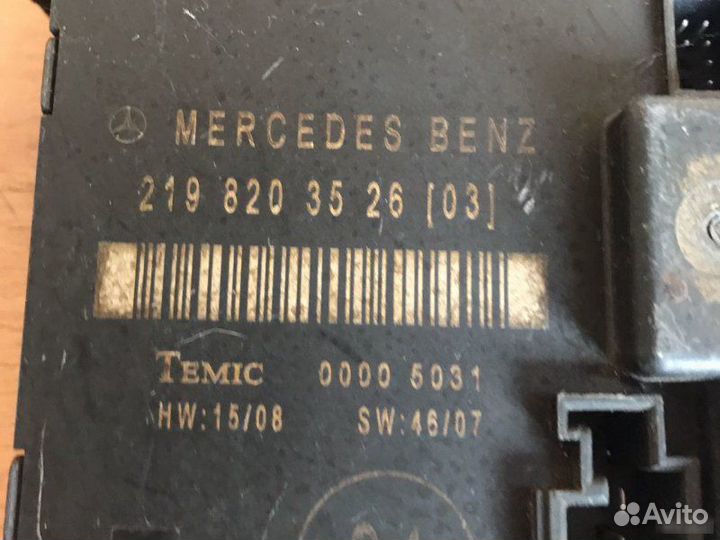 MERCEDES BENZ
219 820 35 26 [03]
TEMIC 0000 5031
HW:15/08 SW:46/07
Avito